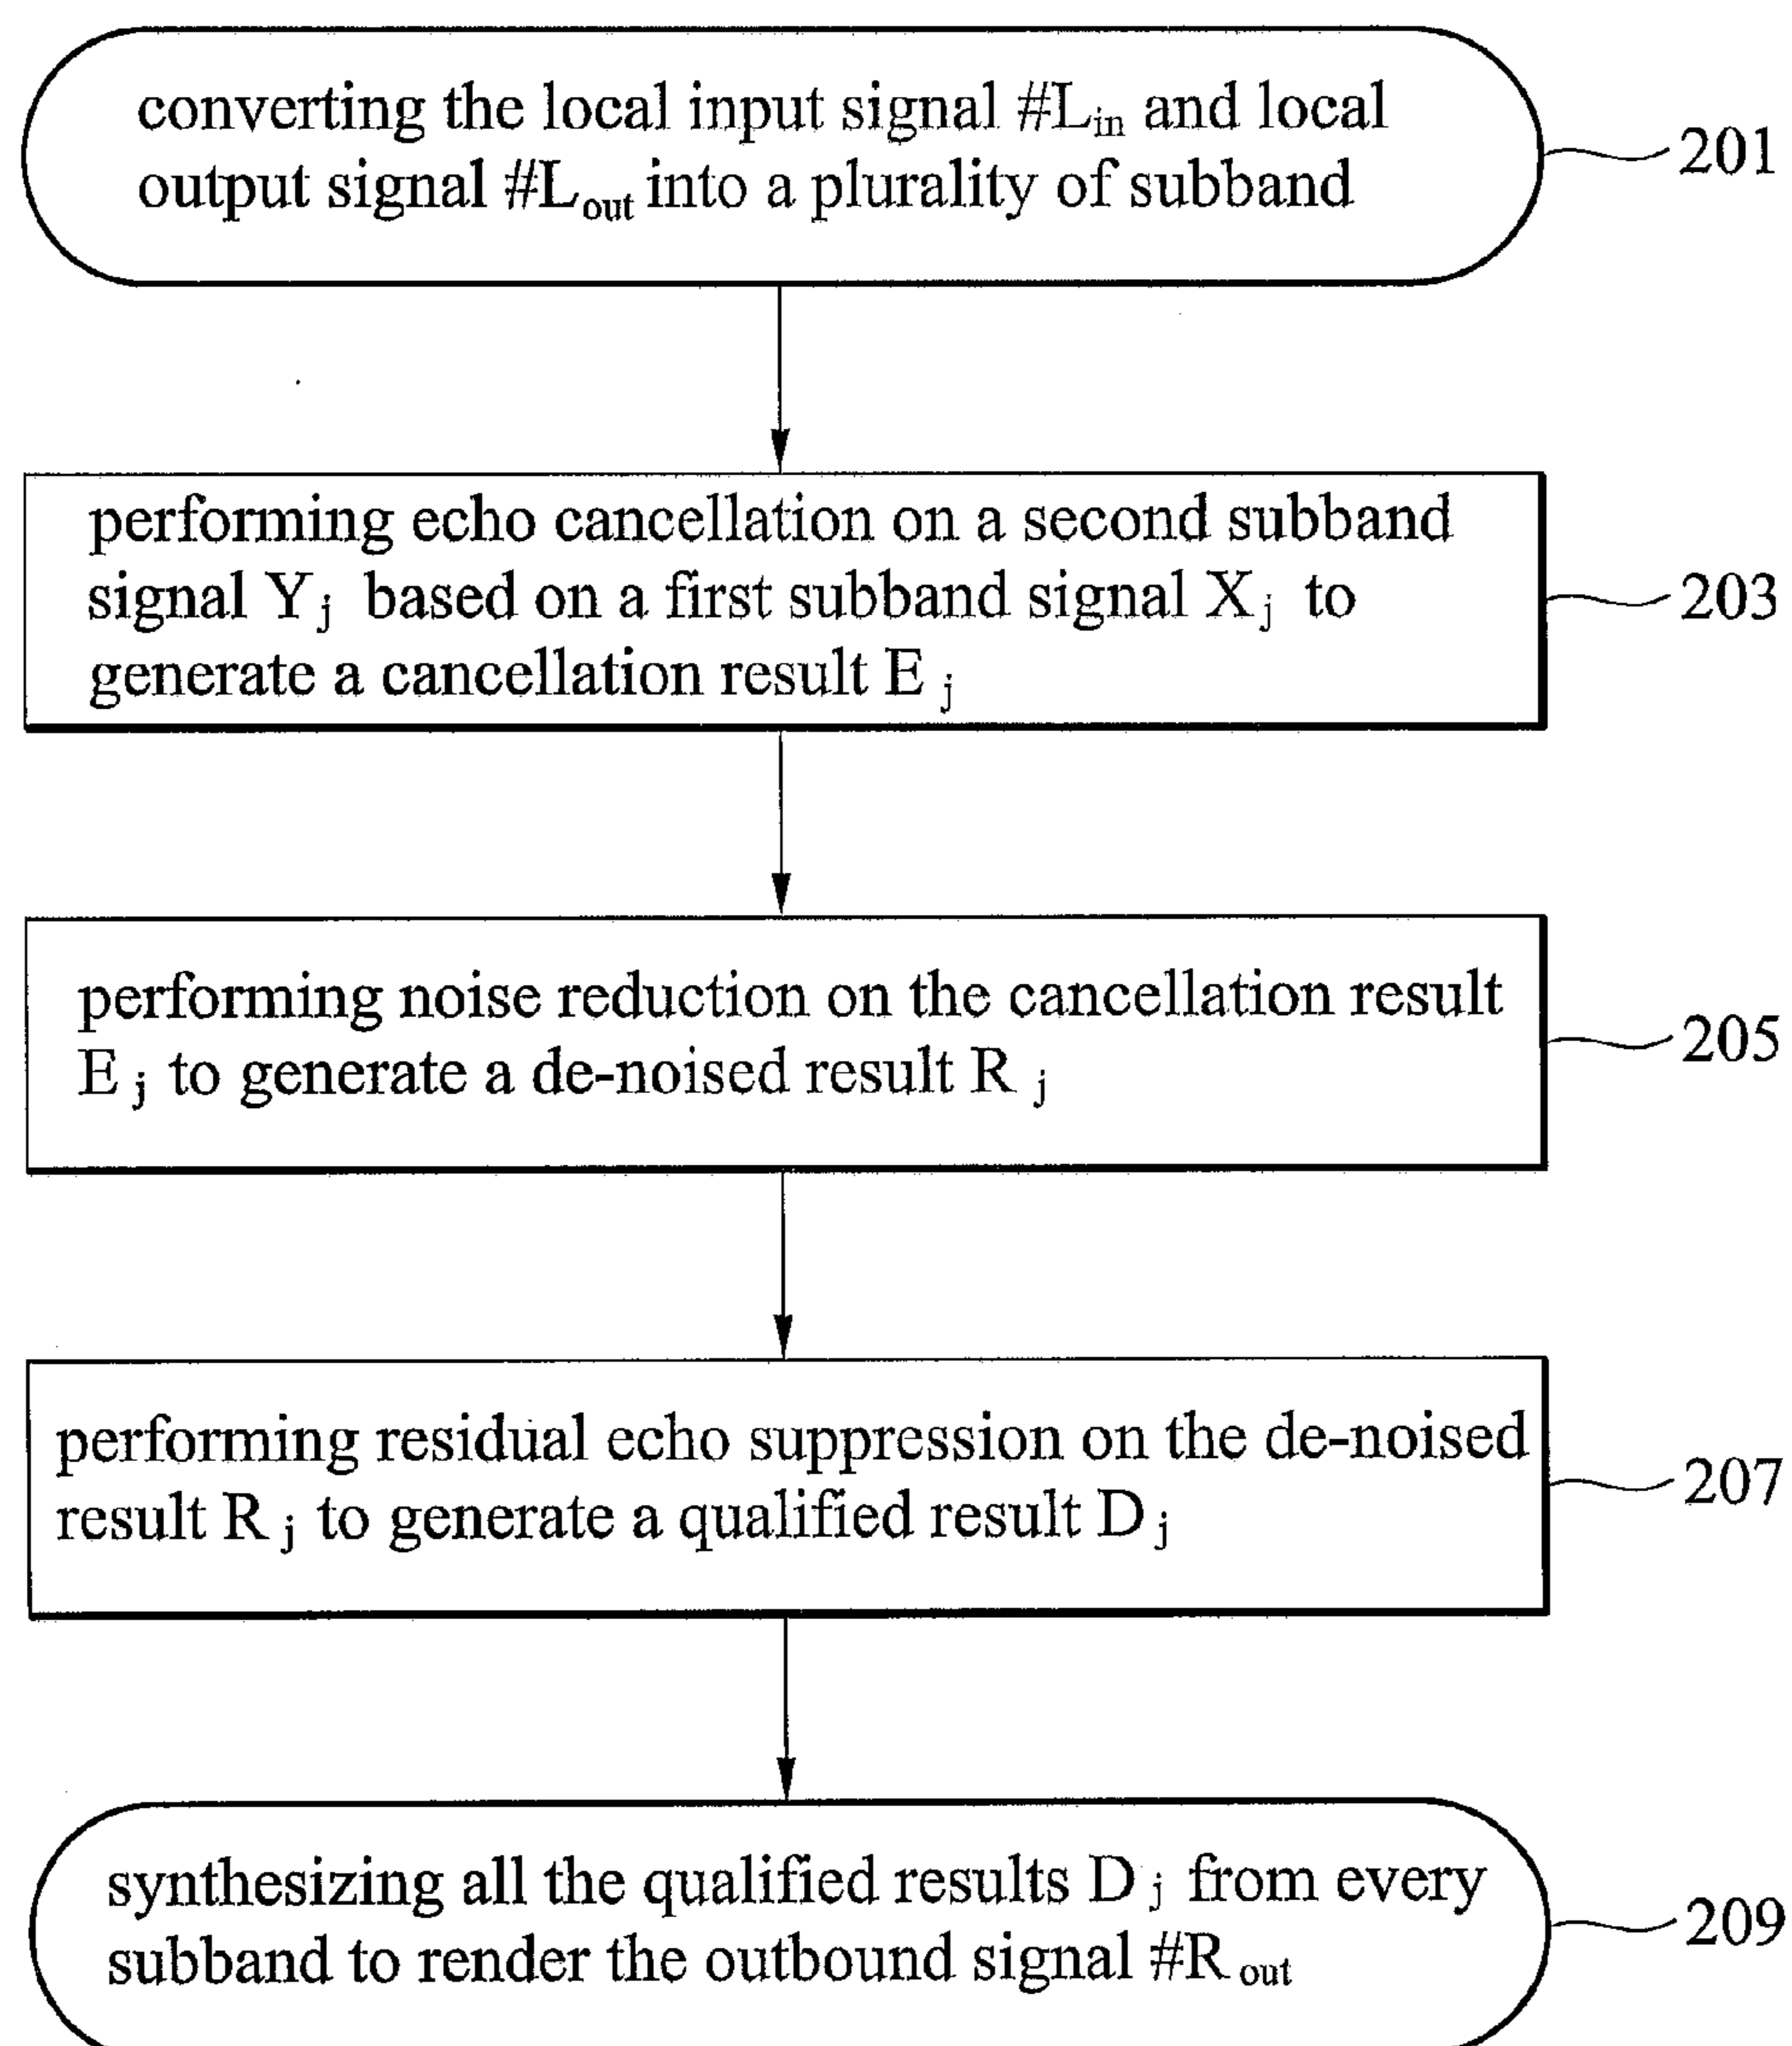 converting the local input signal #Lin and local
output signal #Lout into a plurality of subband
201
performing echo cancellation on a second subband
signal Yj based on a first subband signal Xj to
generate a cancellation result Ej
203
performing noise reduction on the cancellation result
Ej to generate a de-noised result Rj
205
performing residual echo suppression on the de-noised
result Rj to generate a qualified result Dj
207
synthesizing all the qualified results Dj from every
subband to render the outbound signal #Rout
209